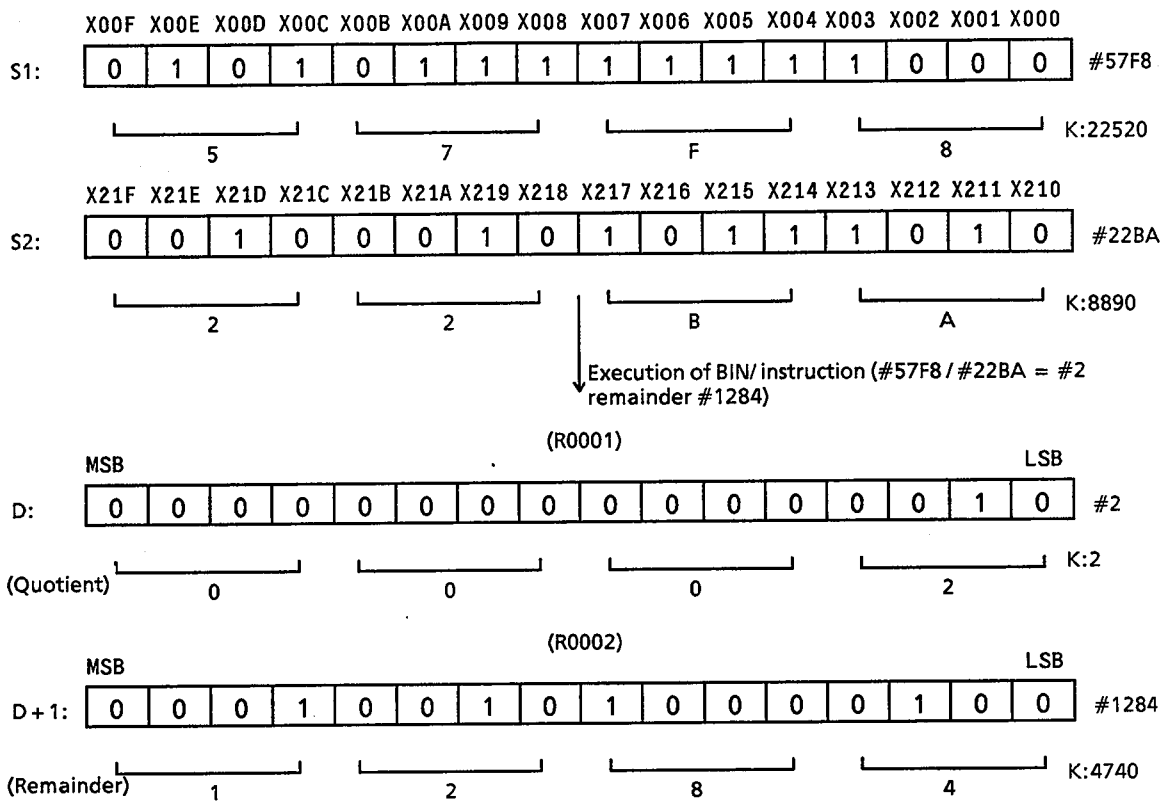 X00F X00E X00D X00C X00B X00A X009 X008 X007 X006 X005 X004 X003 X002 X001 X000
S1: 0 1 0 1 0 1 1 1 1 1 1 1 1 0 0 0 #57F8
5 7 F 8 K:22520
X21F X21E X21D X21C X21B X21A X219 X218 X217 X216 X215 X214 X213 X212 X211 X210
S2: 0 0 1 0 0 0 1 0 1 0 1 1 1 0 1 0 #22BA
2 2 B A K:8890
Execution of BIN/ instruction (#57F8 / #22BA = #2
remainder #1284)
(R0001)
MSB LSB
D: 0 0 0 0 0 0 0 0 0 0 0 0 0 0 1 0 #2
(Quotient) 0 0 0 2 K:2
(R0002)
MSB LSB
D+1: 0 0 0 1 0 0 1 0 1 0 0 0 0 1 0 0 #1284
(Remainder) 1 2 8 4 K:4740